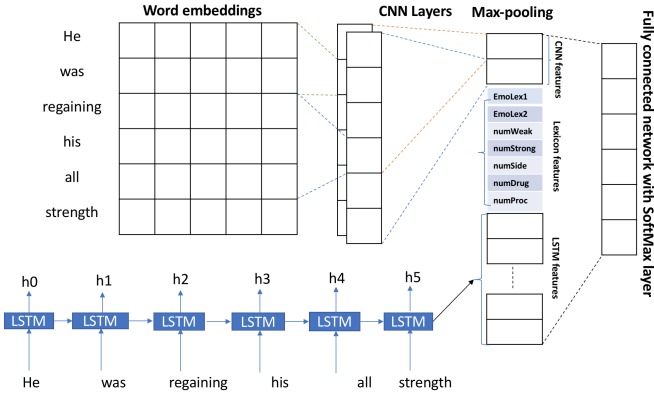 Word embeddings
CNN Layers
Max-pooling
He
was
regaining
his
all
strength
CNN features
EmoLex1
EmoLex2
numWeak
numStrong
numSide
numDrug
numProc
Lexicon features
LSTM features
Fully connected network with SoftMax layer
h0
h1
h2
h3
h4
h5
LSTM
LSTM
LSTM
LSTM
LSTM
LSTM
He
was
regaining
his
all
strength